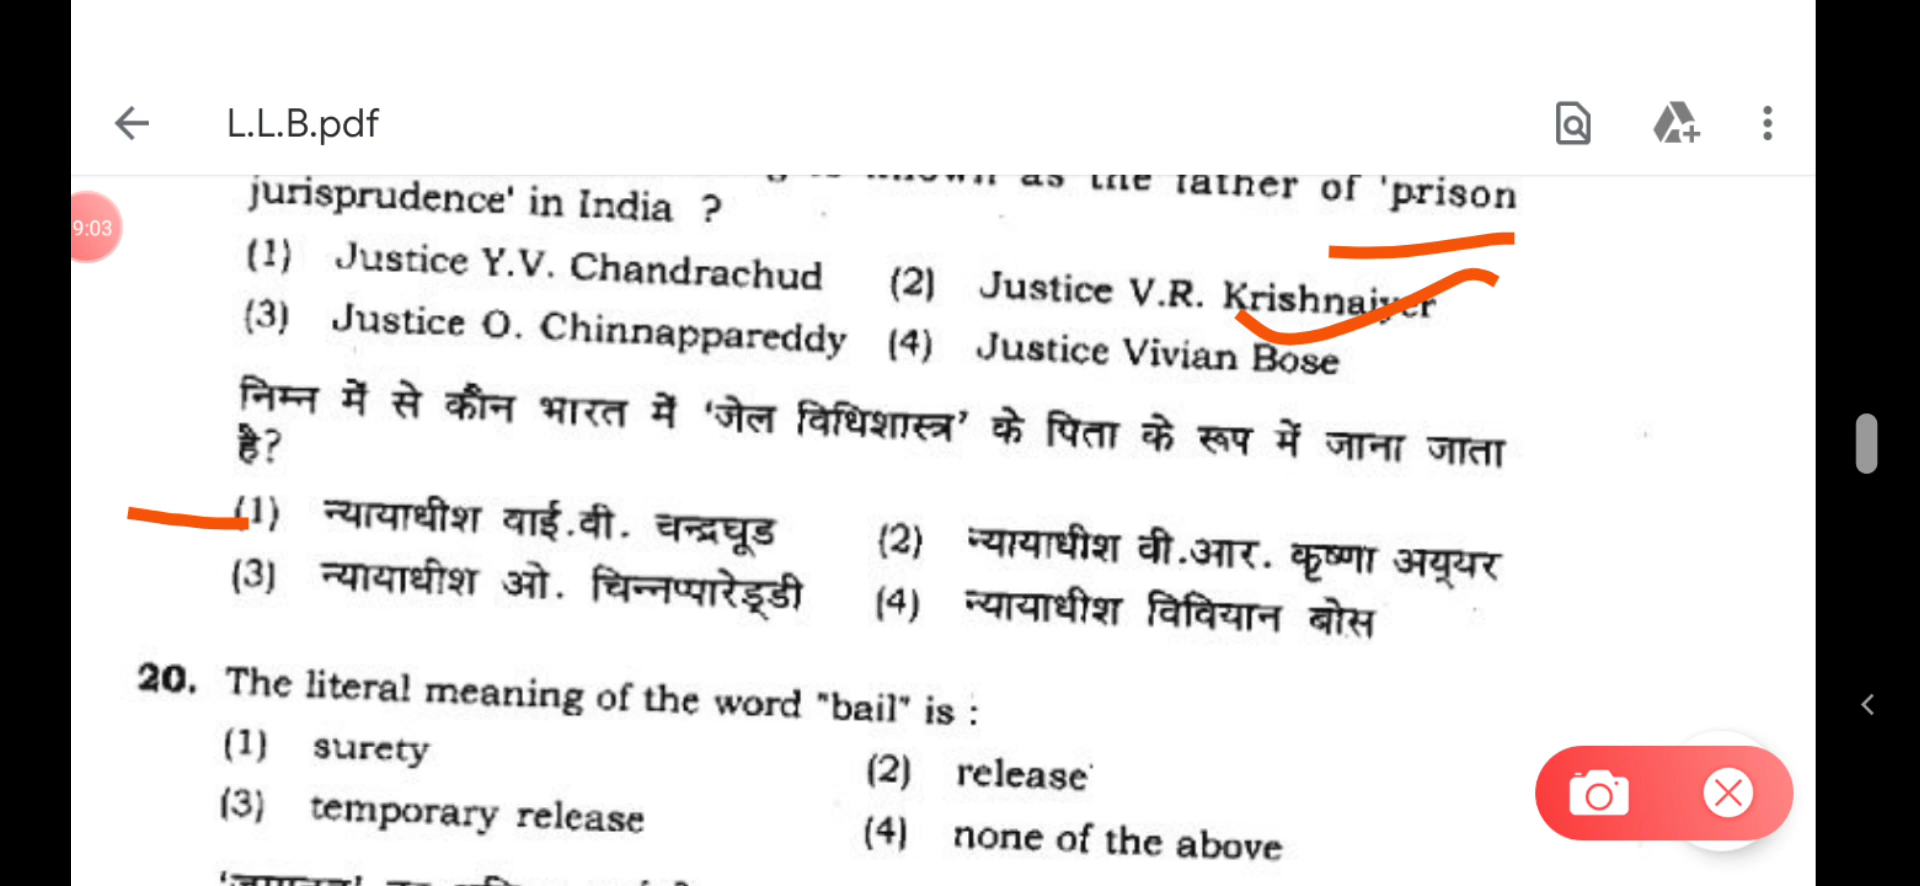 L.L.B.pdf
known as the father of 'prison
jurisprudence' in India ?
9:03
(1) Justice Y.V. Chandrachud (2) Justice V.R. Krishnaiyer
(3) Justice O. Chinnappareddy (4) Justice Vivian Bose
निम्न में से कौन भारत में 'जेल विधिशास्त्र' के पिता के रूप में जाना जाता
है?
(1) न्यायाधीश वाई.वी. चन्द्रघूड (2) न्यायाधीश वी.आर. कृष्णा अय्यर
(3) न्यायाधीश ओ. चिन्नप्पारेड्डी (4) न्यायाधीश विवियान बोस
20. The literal meaning of the word "bail" is :
(1) surety (2) release
(3) temporary release (4) none of the above